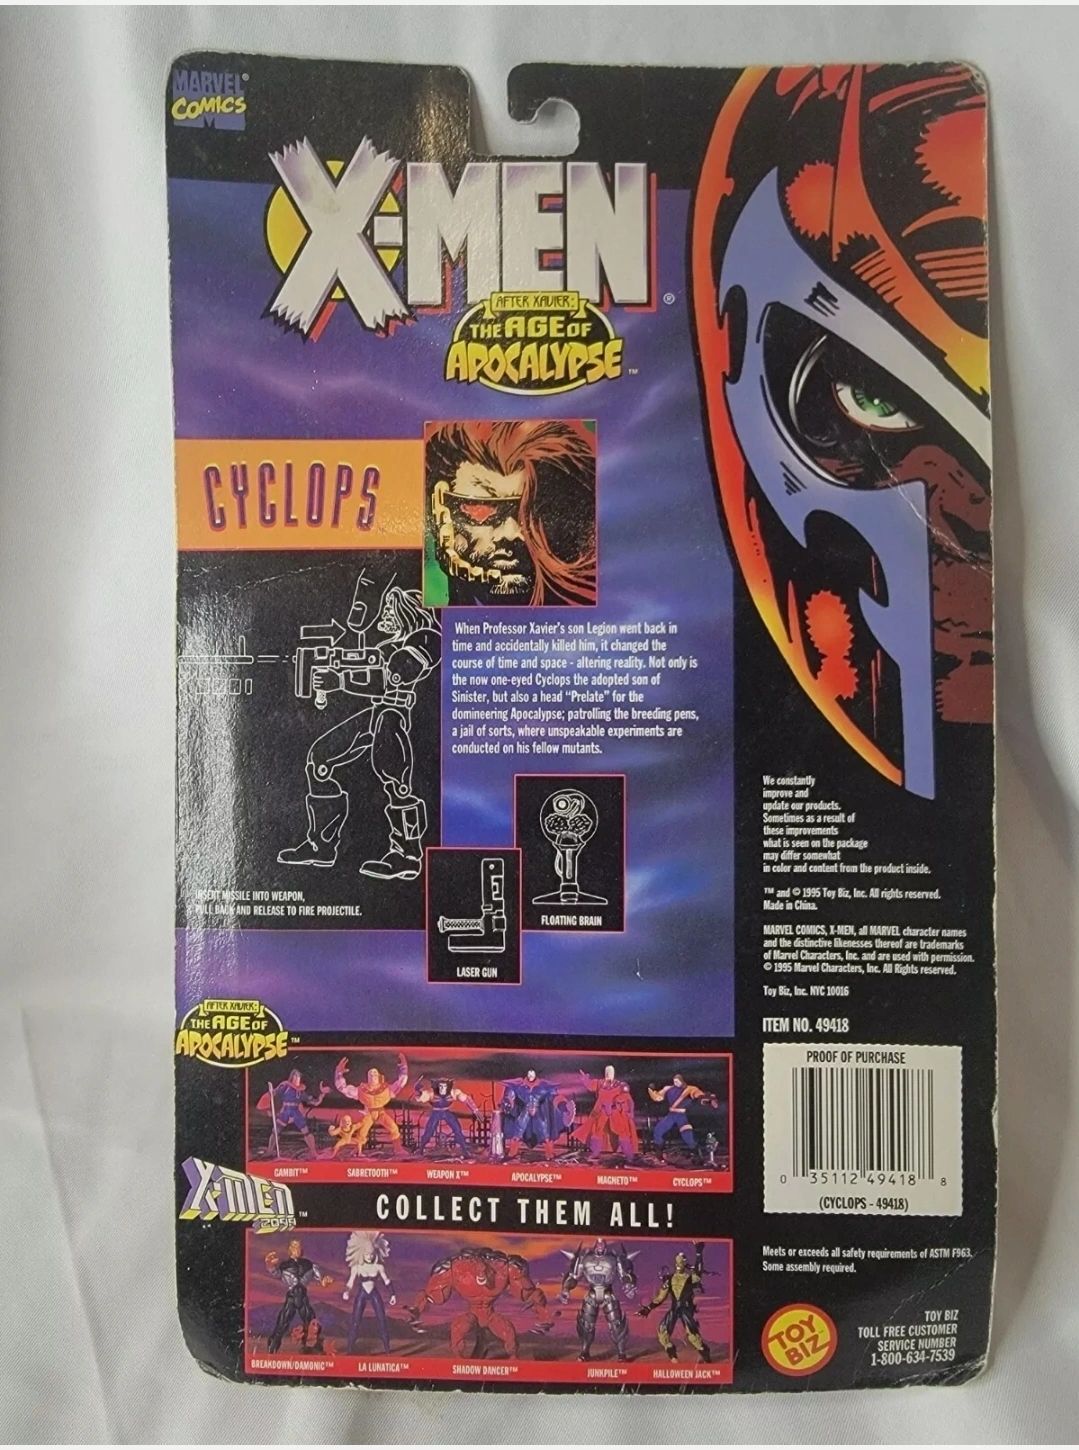 MARVEL®
COMICS
M
X-MEN®
AFTER XAVIER:
THE AGE OF
APOCALYPSE™
CYCLOPS
When Professor Xavier's son Legion went back in
time and accidentally killed him, it changed the
course of time and space - altering reality. Not only is
the now one-eyed Cyclops the adopted son of
Sinister, but also a head "Prelate" for the
domineering Apocalypse; patrolling the breeding pens,
a jail of sorts, where unspeakable experiments are
conducted on his fellow mutants.
INSERT MISSILE INTO WEAPON,
PULL BACK AND RELEASE TO FIRE PROJECTILE.
FLOATING BRAIN
LASER GUN
We constantly
improve and
update our products.
Sometimes as a result of
these improvements
what is seen on the package
may differ somewhat
in color and content from the product inside.
™ and © 1995 Toy Biz, Inc. All rights reserved.
Made in China.
MARVEL COMICS, X-MEN, all MARVEL character names
and the distinctive likenesses thereof are trademarks
of Marvel Characters, Inc. and are used with permission.
© 1995 Marvel Characters, Inc. All Rights reserved.
Toy Biz, Inc. NYC 10016
ITEM NO. 49418
PROOF OF PURCHASE
0 35112 49418 8
(CYCLOPS - 49418)
AFTER XAVIER:
THE AGE OF
APOCALYPSE™
GAMBIT™ SABRETOOTH™ WEAPON X™ APOCALYPSE™ MAGNETO™ CYCLOPS™
X-MEN™
2099
COLLECT THEM ALL!
BREAKDOWN/DAMONIC™ LA LUNATICA™ SHADOW DANCER™ JUNKPILE™ HALLOWEEN JACK™
Meets or exceeds all safety requirements of ASTM F963.
Some assembly required.
TOY
BIZ
TOY BIZ
TOLL FREE CUSTOMER
SERVICE NUMBER
1-800-634-7539